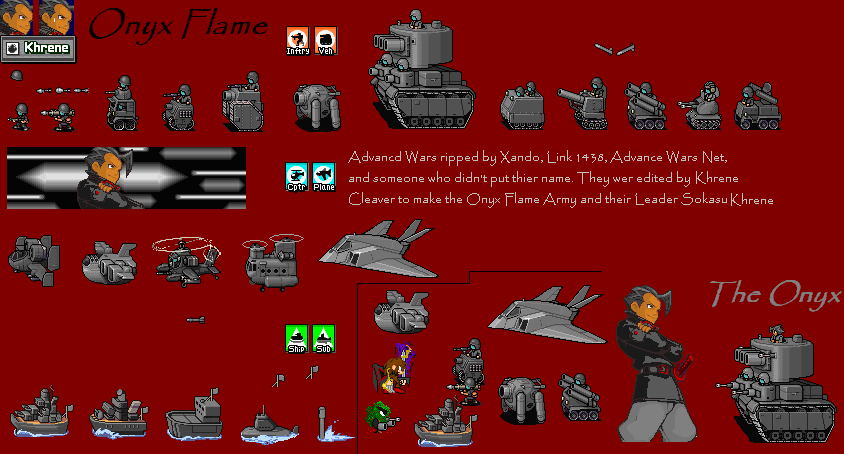 Onyx Flame
Khrene
Inftry Veh
Advancd Wars ripped by Xando, Link 1438, Advance Wars Net,
and someone who didn't put thier name. They wer edited by Khrene
Cleaver to make the Onyx Flame Army and their Leader Sokasu Khrene
Cptr Plane
The Onyx
Ship Sub